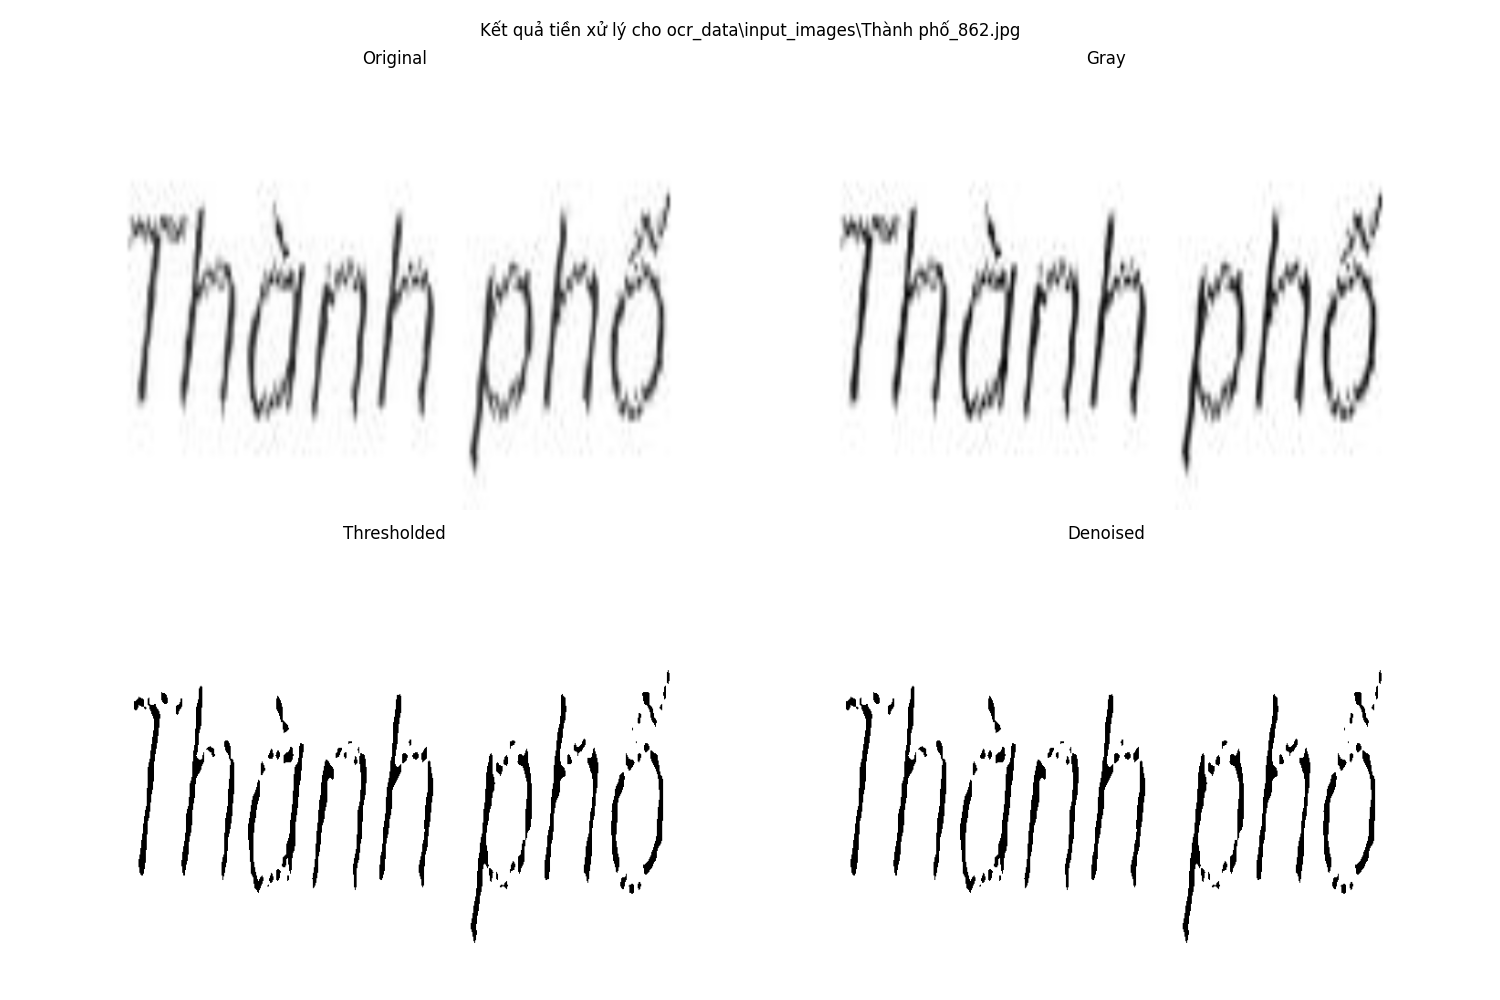 Kết quả tiền xử lý cho ocr_data\input_images\Thành phố_862.jpg
Original
Gray
Thành phố
Thành phố
Thresholded
Denoised
Thành phố
Thành phố